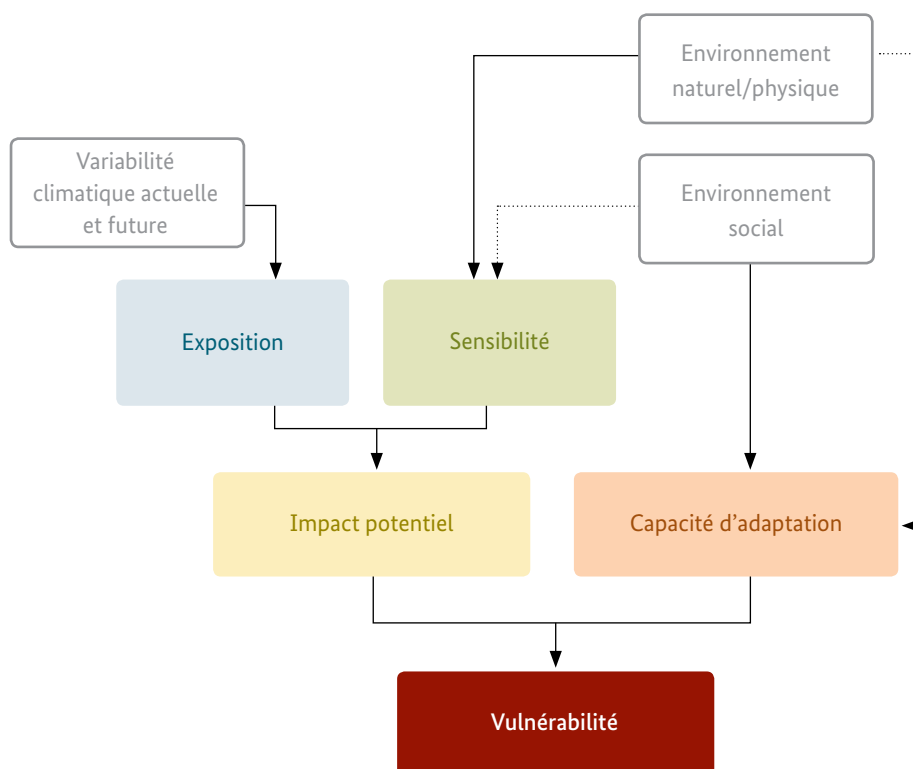 Environnement
naturel/physique
Variabilité
climatique actuelle
et future
Environnement
social
Exposition
Sensibilité
Impact potentiel
Capacité d’adaptation
Vulnérabilité